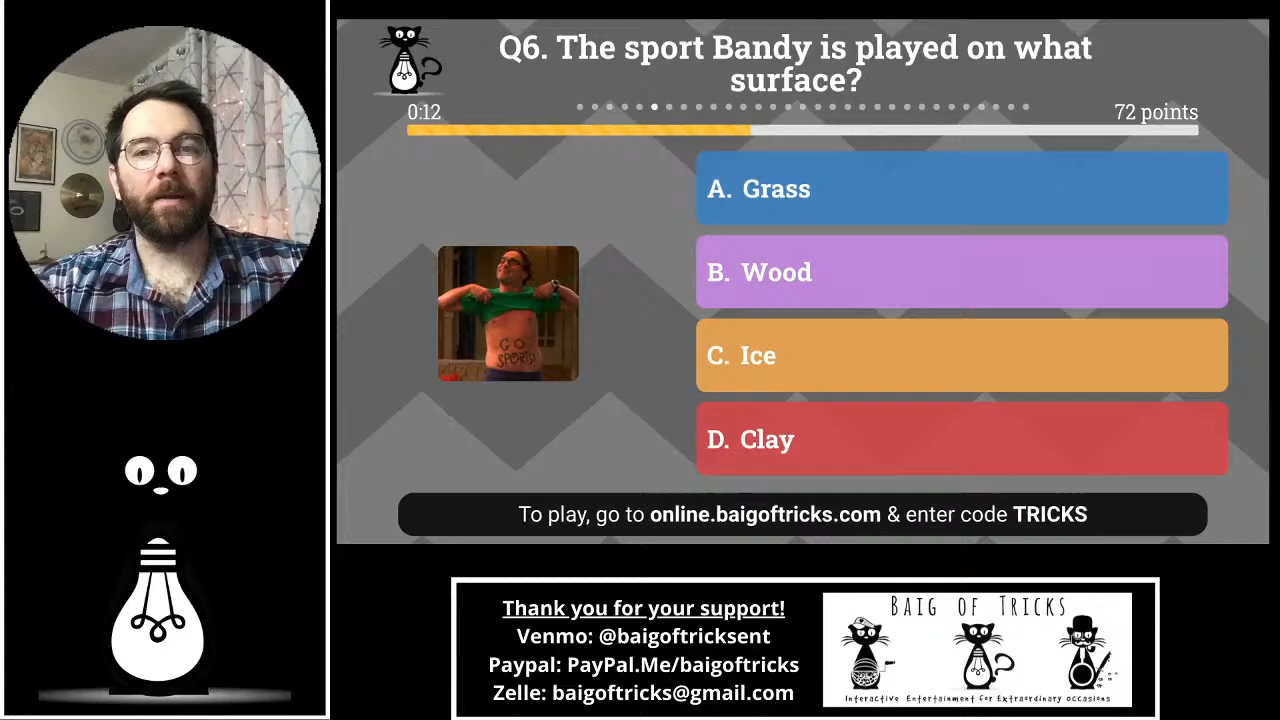 Q6. The sport Bandy is played on what
surface?
0:12
72 points
A. Grass
B. Wood
C. Ice
D. Clay
GO
SPORTS!
To play, go to online.baigoftricks.com & enter code TRICKS
Thank you for your support!
Venmo: @baigoftricksent
Paypal: PayPal.Me/baigoftricks
Zelle: baigoftricks@gmail.com
BAIG OF TRICKS
Interactive Entertainment for Extraordinary occasions